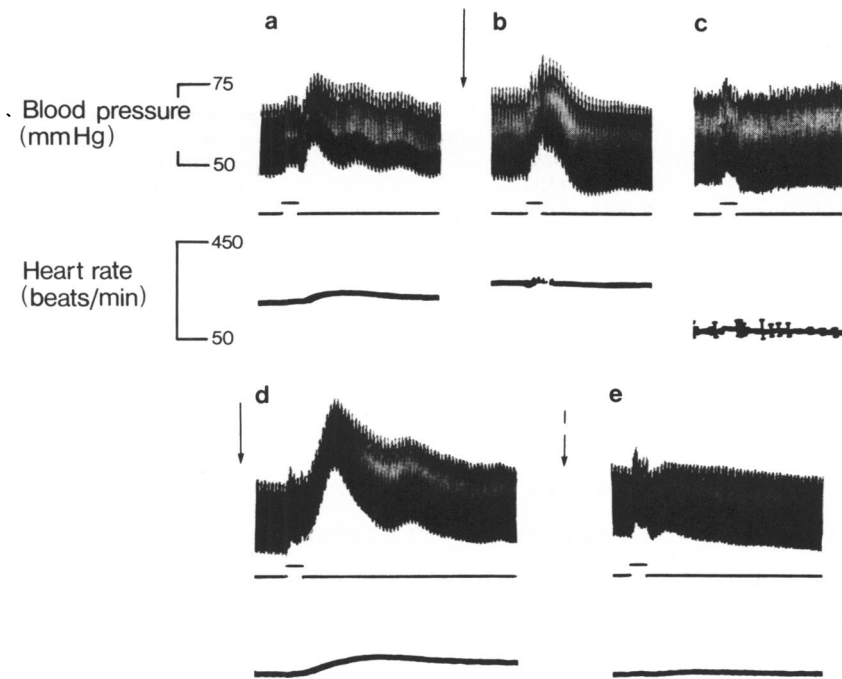 a
b
c
75
Blood pressure
(mmHg)
50
450
Heart rate
(beats/min)
50
d
e